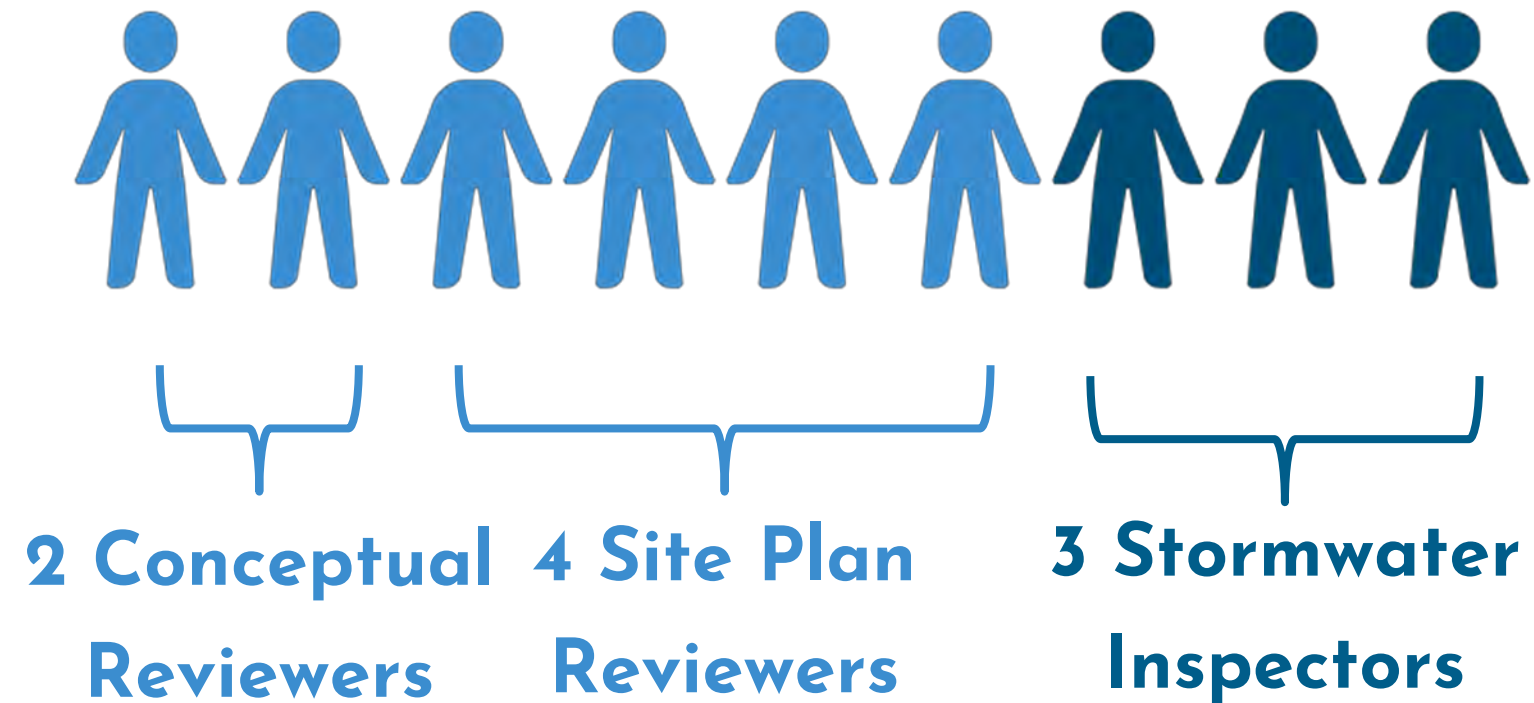 2 Conceptual
Reviewers
4 Site Plan
Reviewers
3 Stormwater
Inspectors